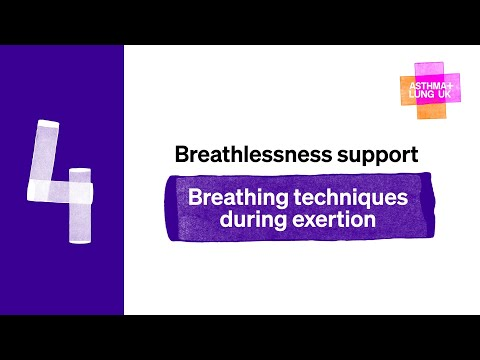 4
ASTHMA+
LUNG UK
Breathlessness support
Breathing techniques
during exertion